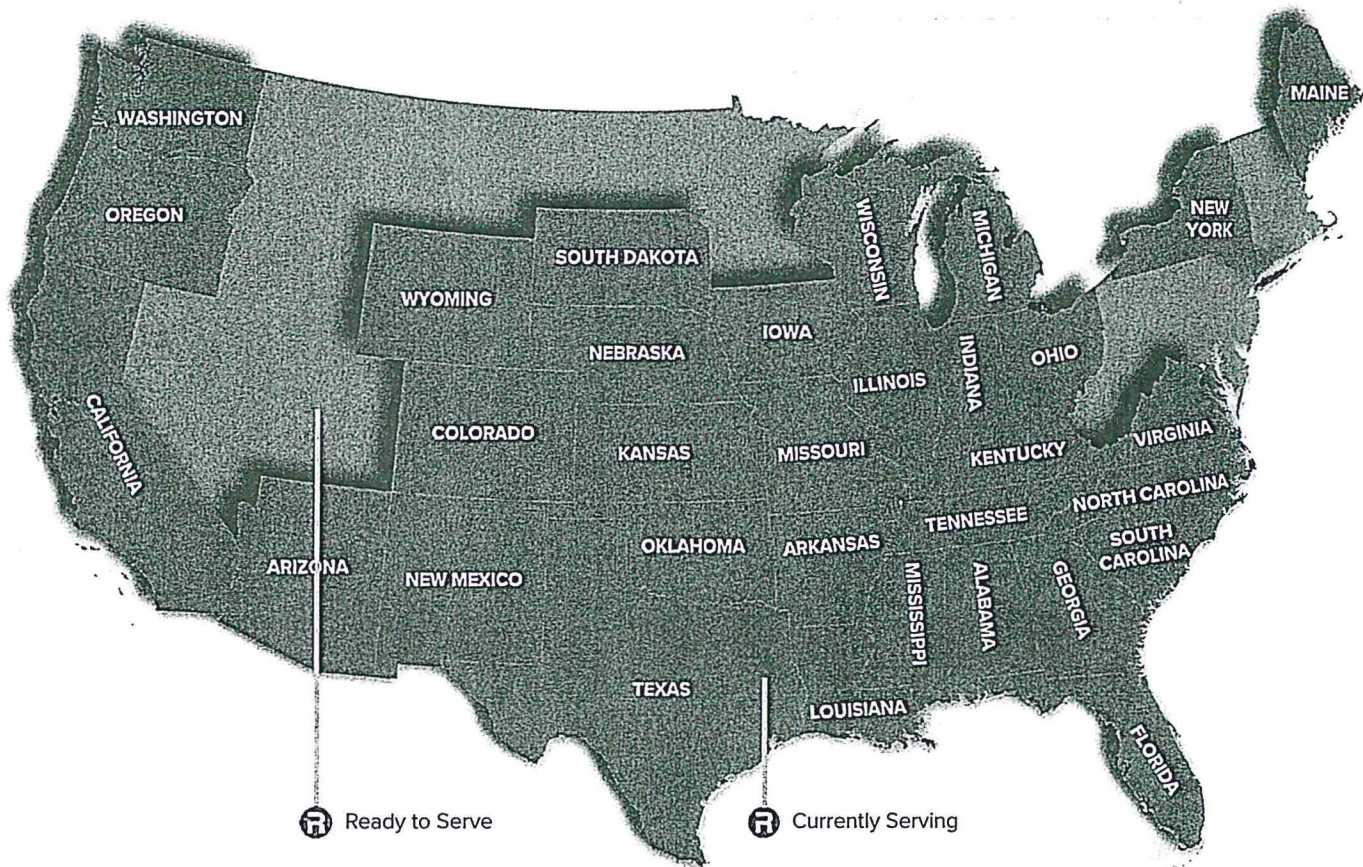 MAINE
WASHINGTON
OREGON
NEW
YORK
WISCONSIN
MICHIGAN
SOUTH DAKOTA
WYOMING
IOWA
NEBRASKA
OHIO
INDIANA
ILLINOIS
CALIFORNIA
COLORADO
KANSAS
MISSOURI
KENTUCKY
VIRGINIA
NORTH CAROLINA
TENNESSEE
SOUTH
CAROLINA
OKLAHOMA
ARKANSAS
ARIZONA
NEW MEXICO
MISSISSIPPI
ALABAMA
GEORGIA
TEXAS
LOUISIANA
FLORIDA
R Ready to Serve
R Currently Serving